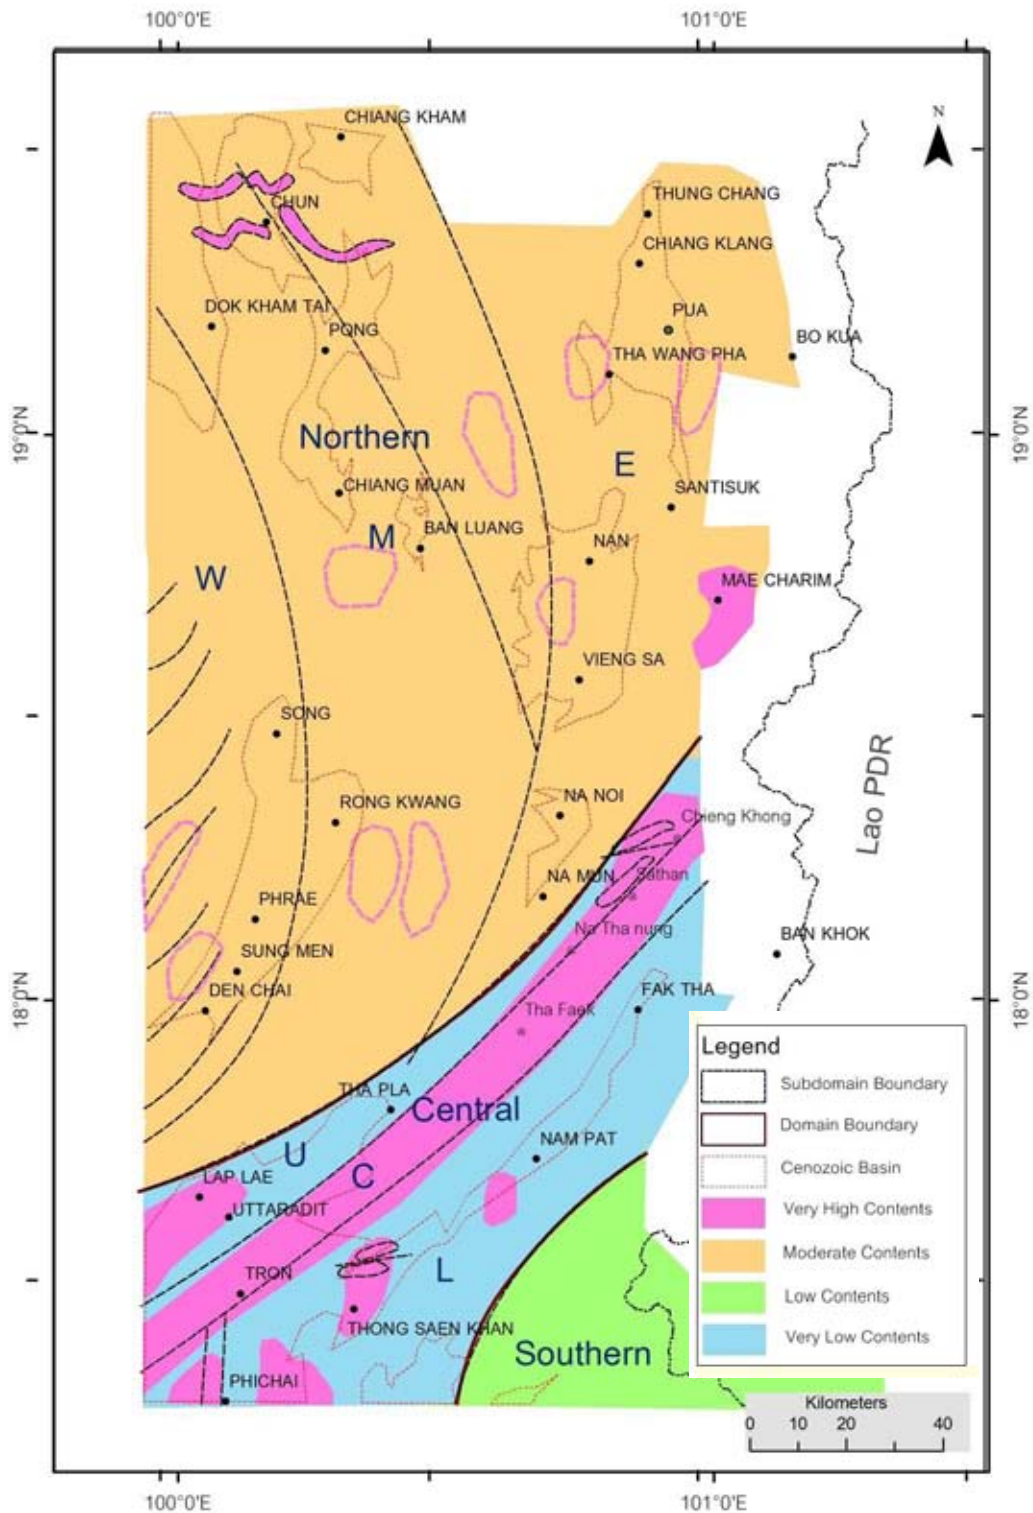 100°0'E 101°0'E
N
CHIANG KHAM
THUNG CHANG
CHUN
CHIANG KLANG
DOK KHAM TAI
PUA
PONG
BO KUA
THA WANG PHA
19°0'N
Northern
19°0'N
E
CHIANG MUAN
SANTISUK
BAN LUANG
M
NAN
W
MAE CHARIM
VIENG SA
SONG
Lao PDR
RONG KWANG
NA NOI
Chieng Khong
NA MUN
Sathan
PHRAE
Na Tha nung
BAN KHOK
SUNG MEN
DEN CHAI
FAK THA
18°0'N
18°0'N
Tha Faek
Legend
Subdomain Boundary
THA PLA
Central
Domain Boundary
NAM PAT
U
Cenozoic Basin
LAP LAE
C
UTTARADIT
Very High Contents
Moderate Contents
TRON
L
Low Contents
THONG SAEN KHAN
Very Low Contents
Southern
PHICHAI
Kilometers
0 10 20 40
100°0'E 101°0'E